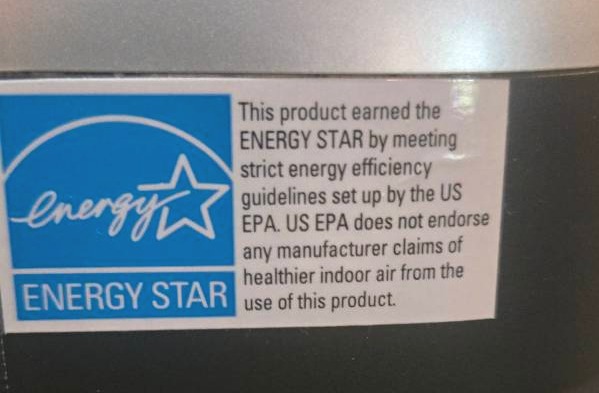 energy
ENERGY STAR
This product earned the
ENERGY STAR by meeting
strict energy efficiency
guidelines set up by the US
EPA. US EPA does not endorse
any manufacturer claims of
healthier indoor air from the
use of this product.